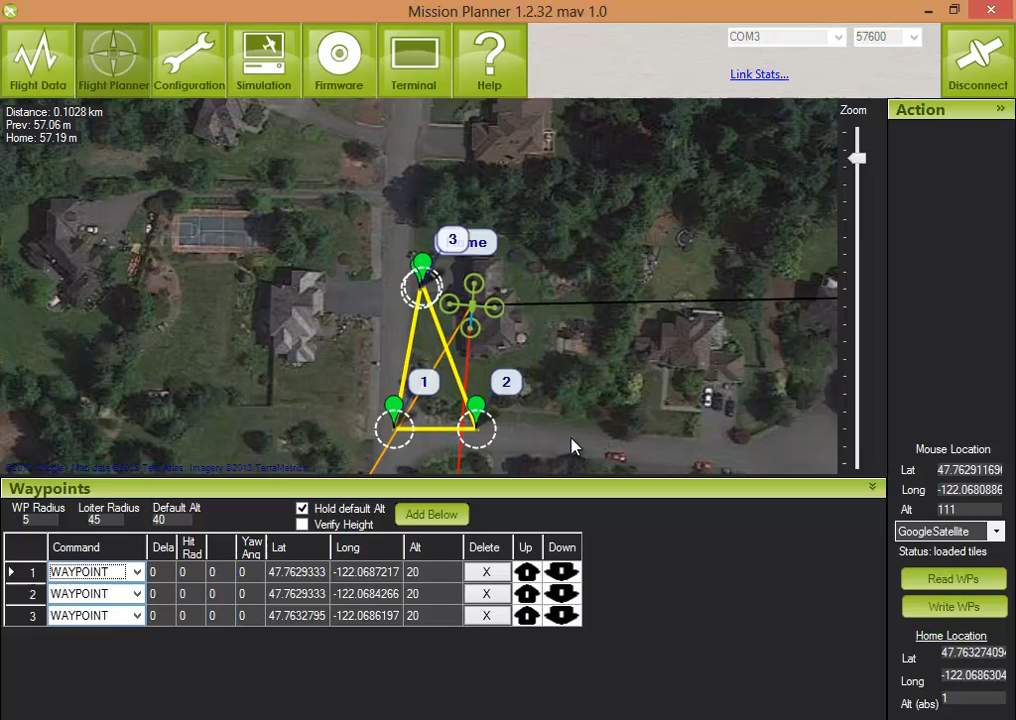 Mission Planner 1.2.32 mav 1.0
Flight Data
Flight Planner
Configuration
Simulation
Firmware
Terminal
Help
COM3
57600
Link Stats...
Disconnect
Distance: 0.1028 km
Prev: 57.06 m
Home: 57.19 m
Zoom
Action
3
me
1
2
Mouse Location
Lat 47.76291169
Long -122.0680886
Alt 111
GoogleSatellite
Status: loaded tiles
Read WPs
Write WPs
Home Location
Lat 47.76327409
Long -122.0686304
Alt (abs) 1
Waypoints
WP Radius Loiter Radius Default Alt
5 45 40
Hold default Alt
Verify Height
Add Below
Command Dela Hit Rad Yaw Ang Lat Long Alt Delete Up Down
1 WAYPOINT 0 0 0 0 47.7629333 -122.0687217 20 X
2 WAYPOINT 0 0 0 0 47.7629333 -122.0684266 20 X
3 WAYPOINT 0 0 0 0 47.7632795 -122.0686197 20 X